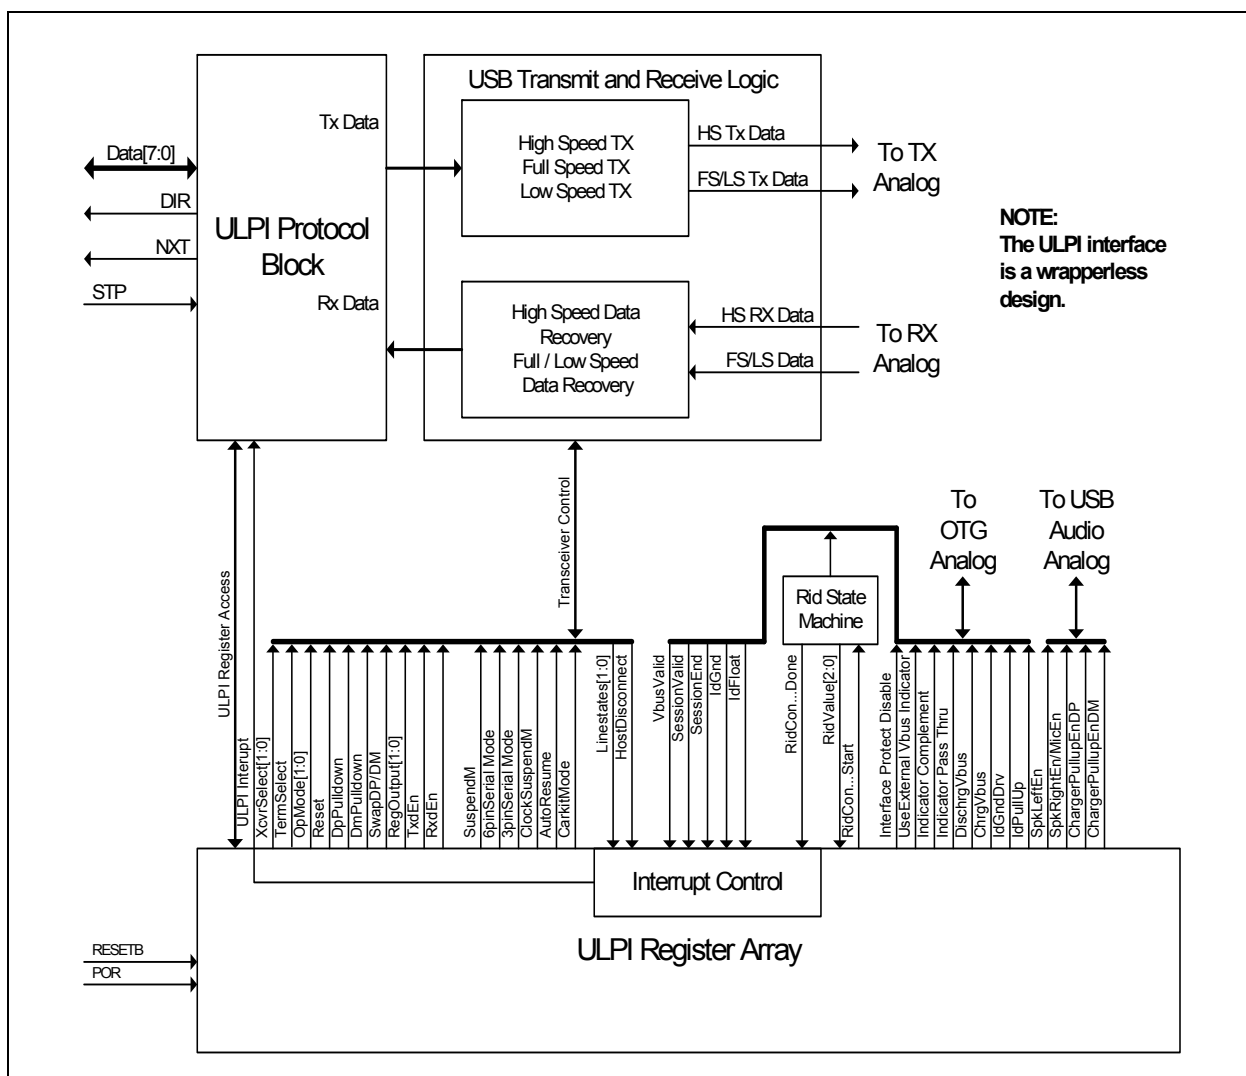 USB Transmit and Receive Logic
Tx Data
High Speed TX
Full Speed TX
Low Speed TX
HS Tx Data
FS/LS Tx Data
To TX
Analog
Data[7:0]
DIR
NXT
STP
ULPI Protocol
Block
Rx Data
High Speed Data
Recovery
Full / Low Speed
Data Recovery
HS RX Data
FS/LS Data
To RX
Analog
NOTE:
The ULPI interface
is a wrapperless
design.
ULPI Register Access
ULPI Interupt
Transceiver Control
To
OTG
Analog
To USB
Audio
Analog
Rid State
Machine
XcvrSelect[1:0]
TermSelect
OpMode[1:0]
Reset
DpPulldown
DmPulldown
SwapDP/DM
RegOutput[1:0]
TxdEn
RxdEn
SuspendM
6pinSerial Mode
3pinSerial Mode
ClockSuspendM
AutoResume
CarkitMode
Linestates[1:0]
HostDisconnect
VbusValid
SessionValid
SessionEnd
IdGnd
IdFloat
RidCon...Done
RidValue[2:0]
RidCon...Start
Interface Protect Disable
UseExternal Vbus Indicator
Indicator Complement
Indicator Pass Thru
DischrgVbus
ChrgVbus
IdGndDrv
IdPullUp
SpkLeftEn
SpkRightEn/MicEn
ChargerPullupEnDP
ChargerPullupEnDM
Interrupt Control
ULPI Register Array
RESETB
POR